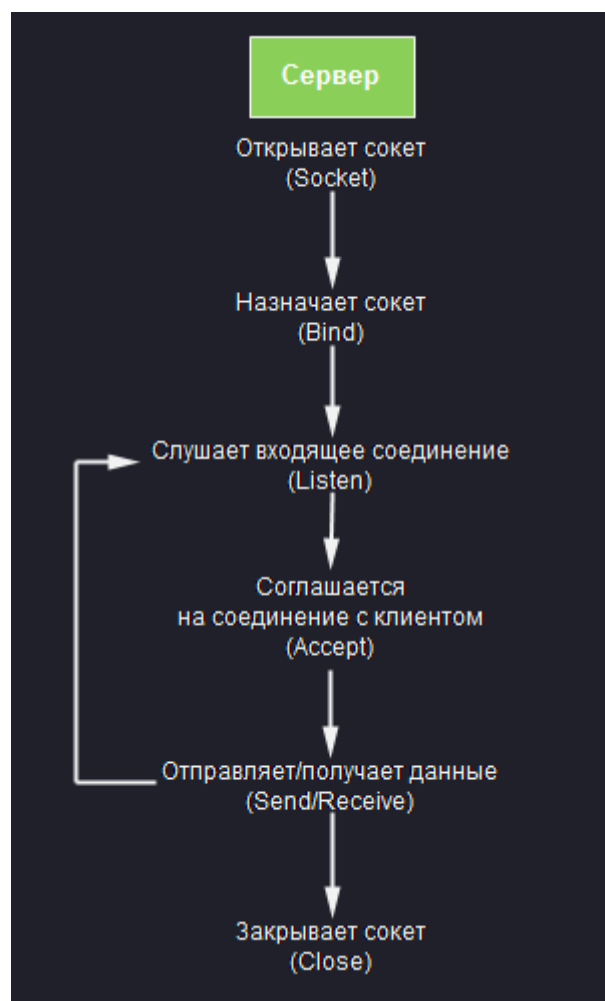 Сервер
Открывает сокет
(Socket)
Назначает сокет
(Bind)
Слушает входящее соединение
(Listen)
Соглашается
на соединение с клиентом
(Accept)
Отправляет/получает данные
(Send/Receive)
Закрывает сокет
(Close)